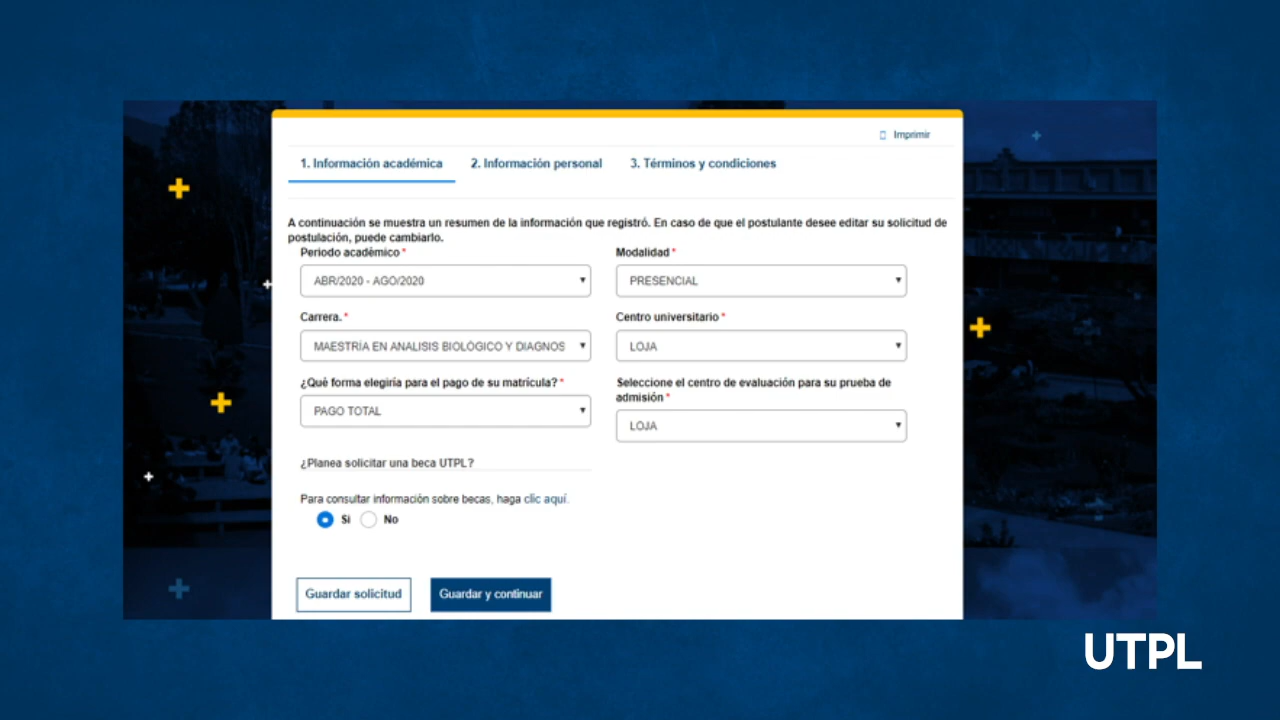 Imprimir
1. Información académica
2. Información personal
3. Términos y condiciones
A continuación se muestra un resumen de la información que registró. En caso de que el postulante desee editar su solicitud de
postulación, puede cambiarlo.
Periodo académico *
Modalidad *
ABR/2020 - AGO/2020
PRESENCIAL
Carrera. *
Centro universitario *
MAESTRÍA EN ANALISIS BIOLÓGICO Y DIAGNOS
LOJA
¿Qué forma elegiría para el pago de su matrícula? *
Seleccione el centro de evaluación para su prueba de
admisión *
PAGO TOTAL
LOJA
¿Planea solicitar una beca UTPL?
Para consultar información sobre becas, haga clic aquí.
Si
No
Guardar solicitud
Guardar y continuar
UTPL